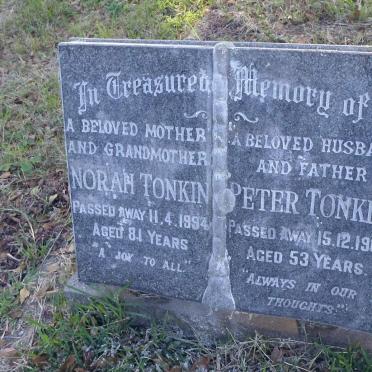 In Treasured Memory of
A BELOVED MOTHER
AND GRANDMOTHER
NORAH TONKIN
PASSED AWAY 11.4.1994
AGED 81 YEARS
"A JOY TO ALL"
A BELOVED HUSBA
AND FATHER
PETER TONK
PASSED AWAY 15.12.19
AGED 53 YEARS
"ALWAYS IN OUR
THOUGHTS".